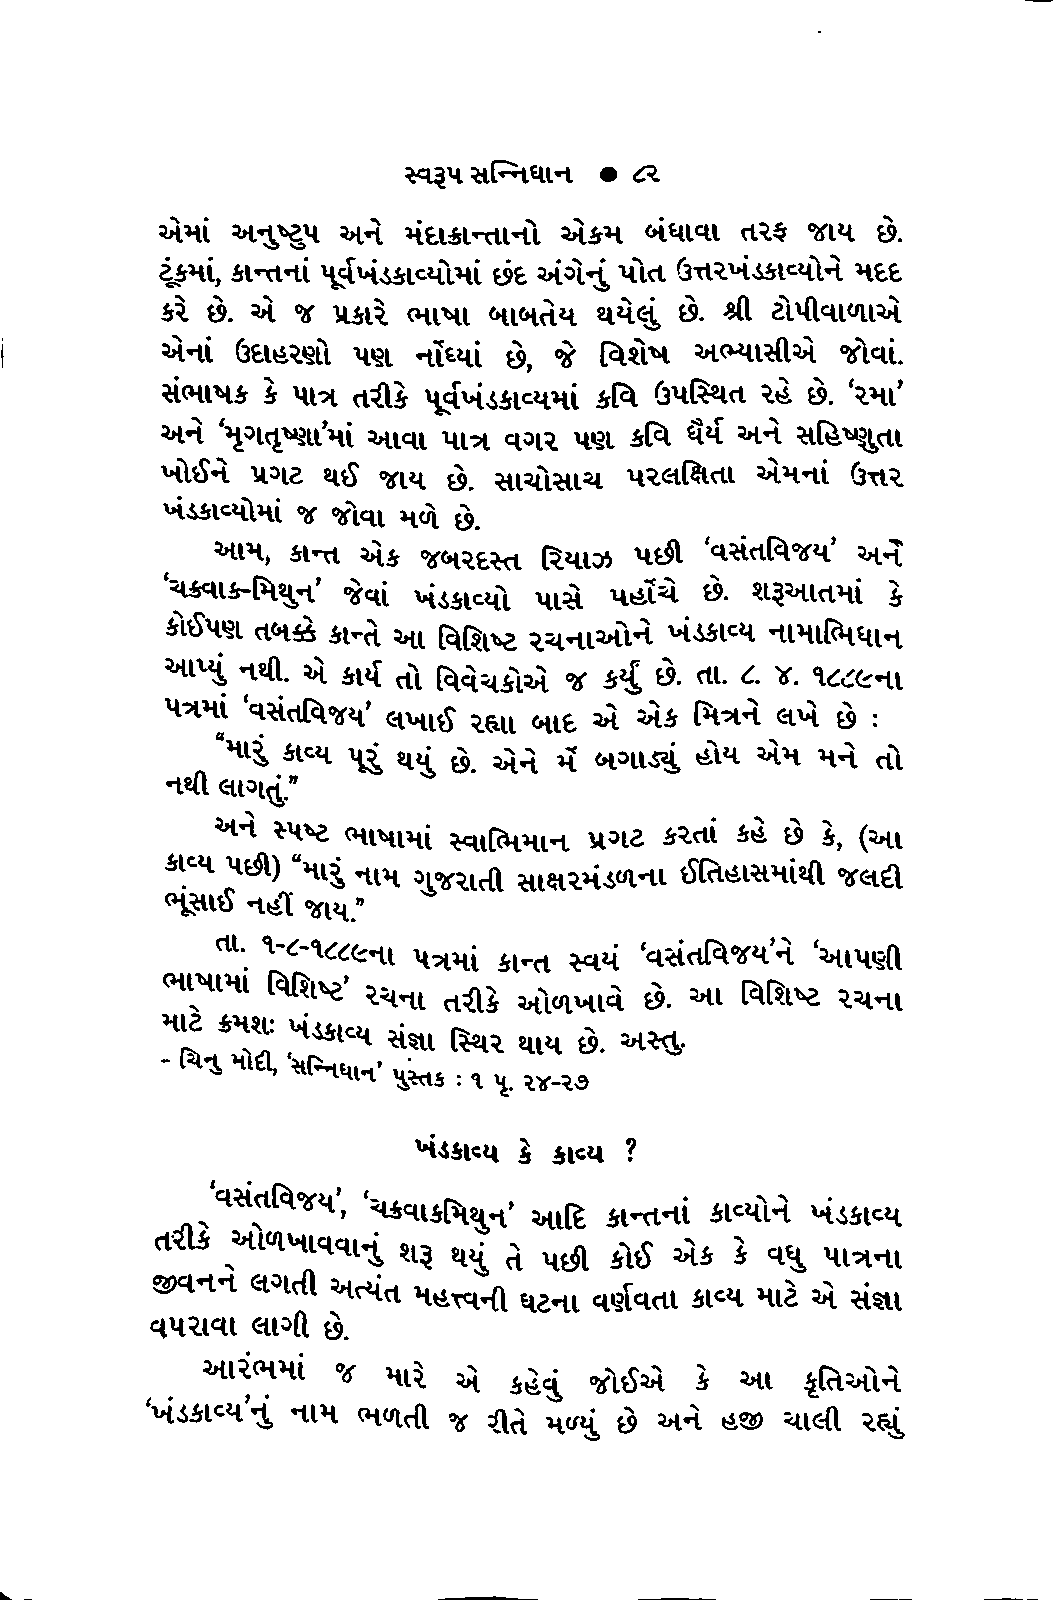 સ્વરૂપ સન્નિધાન ● ૮૨
એમાં અનુષ્ટુપ અને મંદાક્રાન્તાનો એકમ બંધાવા તરફ જાય છે.
ટૂંકમાં, કાન્તનાં પૂર્વખંડકાવ્યોમાં છંદ અંગેનું પોત ઉત્તરખંડકાવ્યોને મદદ
કરે છે. એ જ પ્રકારે ભાષા બાબતેય થયેલું છે. શ્રી ટોપીવાળાએ
એનાં ઉદાહરણો પણ નોંધ્યાં છે, જે વિશેષ અભ્યાસીએ જોવાં.
સંભાષક કે પાત્ર તરીકે પૂર્વખંડકાવ્યમાં કવિ ઉપસ્થિત રહે છે. ‘રમા’
અને ‘મૃગતૃષ્ણા’માં આવા પાત્ર વગર પણ કવિ ધૈર્ય અને સહિષ્ણુતા
ખોઈને પ્રગટ થઈ જાય છે. સાચોસાચ પરલક્ષિતા એમનાં ઉત્તર
ખંડકાવ્યોમાં જ જોવા મળે છે.
આમ, કાન્ત એક જબરદસ્ત રિયાઝ પછી ‘વસંતવિજય’ અને
‘ચક્રવાક-મિથુન’ જેવાં ખંડકાવ્યો પાસે પહોંચે છે. શરૂઆતમાં કે
કોઈપણ તબક્કે કાન્તે આ વિશિષ્ટ રચનાઓને ખંડકાવ્ય નામાભિધાન
આપ્યું નથી. એ કાર્ય તો વિવેચકોએ જ કર્યું છે. તા. ૮. ૪. ૧૮૮૯ના
પત્રમાં ‘વસંતવિજય’ લખાઈ રહ્યા બાદ એ એક મિત્રને લખે છે :
“મારું કાવ્ય પૂરું થયું છે. એને મેં બગાડ્યું હોય એમ મને તો
નથી લાગતું.”
અને સ્પષ્ટ ભાષામાં સ્વાભિમાન પ્રગટ કરતાં કહે છે કે, (આ
કાવ્ય પછી) “મારું નામ ગુજરાતી સાક્ષરમંડળના ઈતિહાસમાંથી જલદી
ભૂંસાઈ નહીં જાય.”
તા. ૧-૮-૧૮૮૯ના પત્રમાં કાન્ત સ્વયં ‘વસંતવિજય’ને ‘આપણી
ભાષામાં વિશિષ્ટ’ રચના તરીકે ઓળખાવે છે. આ વિશિષ્ટ રચના
માટે ક્રમશઃ ખંડકાવ્ય સંજ્ઞા સ્થિર થાય છે. અસ્તુ.
- ચિનુ મોદી, ‘સન્નિધાન’ પુસ્તક : ૧ પૃ. ૨૪-૨૭
ખંડકાવ્ય કે કાવ્ય ?
‘વસંતવિજય’, ‘ચક્રવાકમિથુન’ આદિ કાન્તનાં કાવ્યોને ખંડકાવ્ય
તરીકે ઓળખાવવાનું શરૂ થયું તે પછી કોઈ એક કે વધુ પાત્રના
જીવનને લગતી અત્યંત મહત્ત્વની ઘટના વર્ણવતા કાવ્ય માટે એ સંજ્ઞા
વપરાવા લાગી છે.
આરંભમાં જ મારે એ કહેવું જોઈએ કે આ કૃતિઓને
‘ખંડકાવ્ય’નું નામ ભળતી જ રીતે મળ્યું છે અને હજી ચાલી રહ્યું